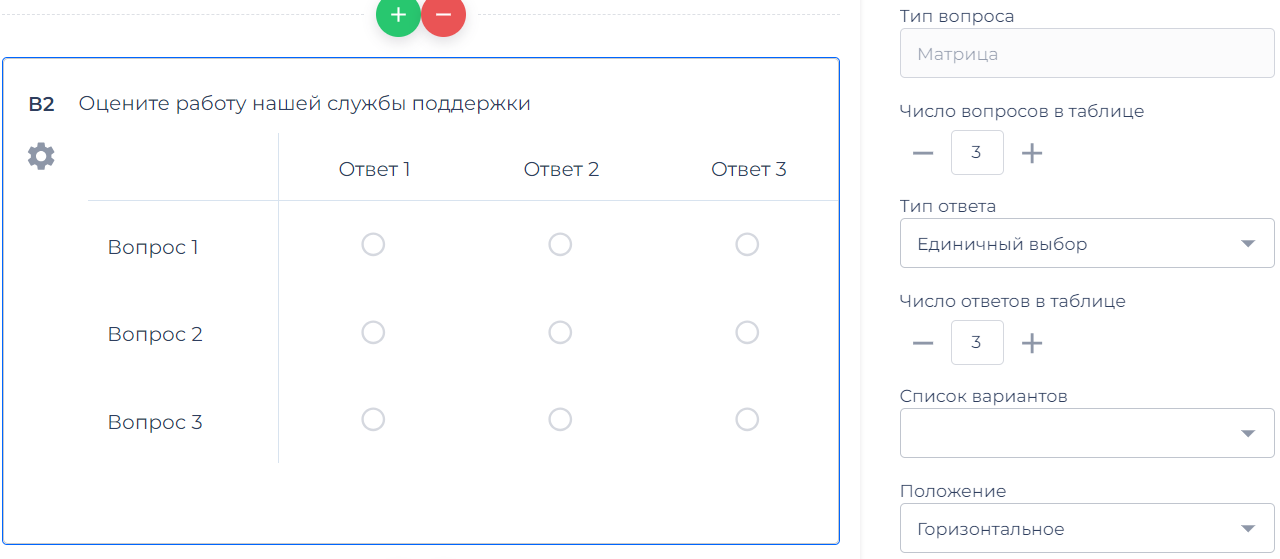 B2 Оцените работу нашей службы поддержки
Ответ 1 Ответ 2 Ответ 3
Вопрос 1
Вопрос 2
Вопрос 3
Тип вопроса
Матрица
Число вопросов в таблице
3
Тип ответа
Единичный выбор
Число ответов в таблице
3
Список вариантов
Положение
Горизонтальное